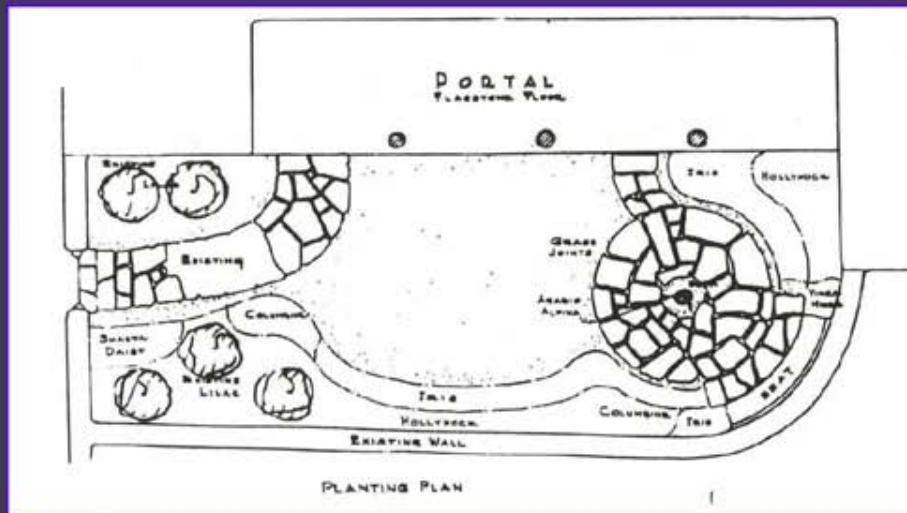 PORTAL
FLAGSTONE FLOOR
EXISTING
IRIS
HOLLYHOCK
GRASS
JOINTS
EXISTING
ARABIS
ALPINA
COLUMBINE
SHASTA
DAISY
EXISTING
LILAC
SEAT
IRIS
COLUMBINE
IRIS
HOLLYHOCK
EXISTING WALL
PLANTING PLAN